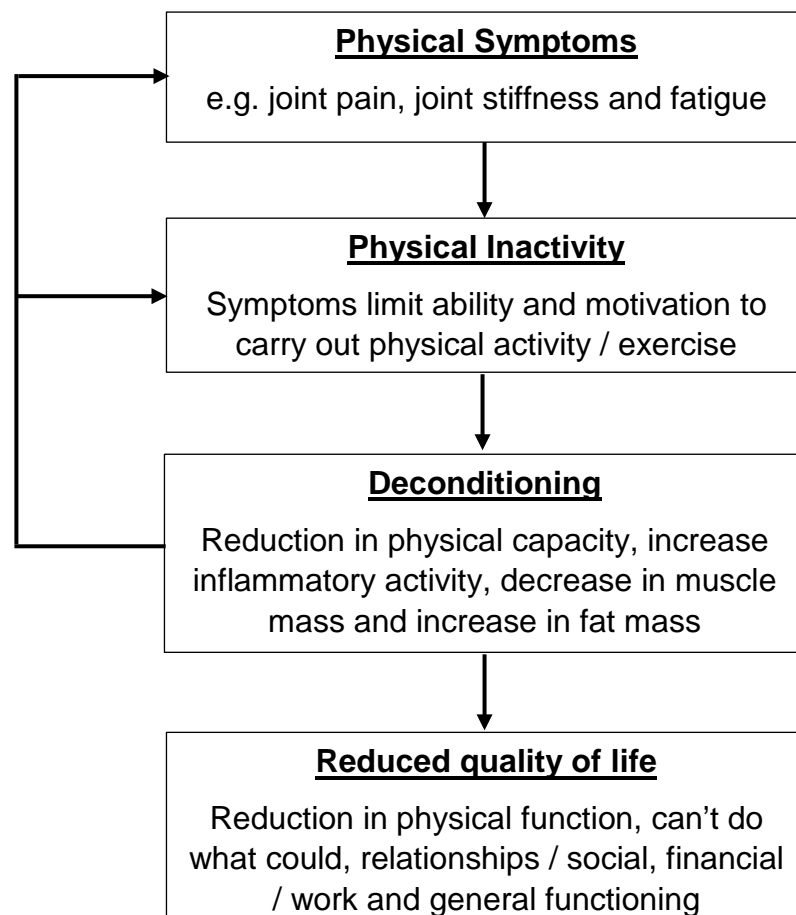 Physical Symptoms
e.g. joint pain, joint stiffness and fatigue
Physical Inactivity
Symptoms limit ability and motivation to
carry out physical activity / exercise
Deconditioning
Reduction in physical capacity, increase
inflammatory activity, decrease in muscle
mass and increase in fat mass
Reduced quality of life
Reduction in physical function, can’t do
what could, relationships / social, financial
/ work and general functioning